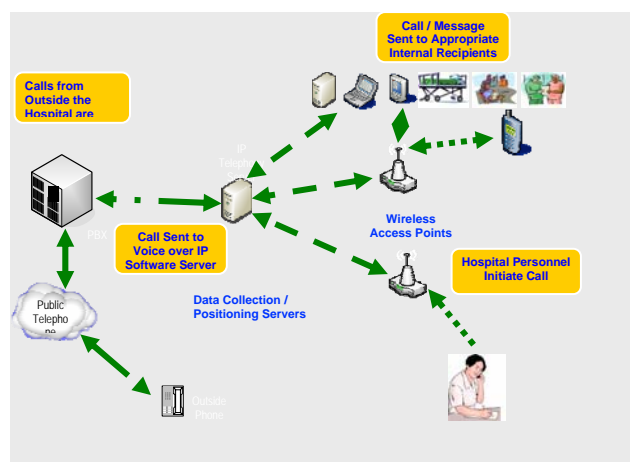 Call / Message
Sent to Appropriate
Internal Recipients
Calls from
Outside the
Hospital are
IP
Telephony
PBX
Call Sent to
Voice over IP
Software Server
Wireless
Access Points
Hospital Personnel
Initiate Call
Data Collection /
Positioning Servers
Public
Telepho
ne
Outside
Phone